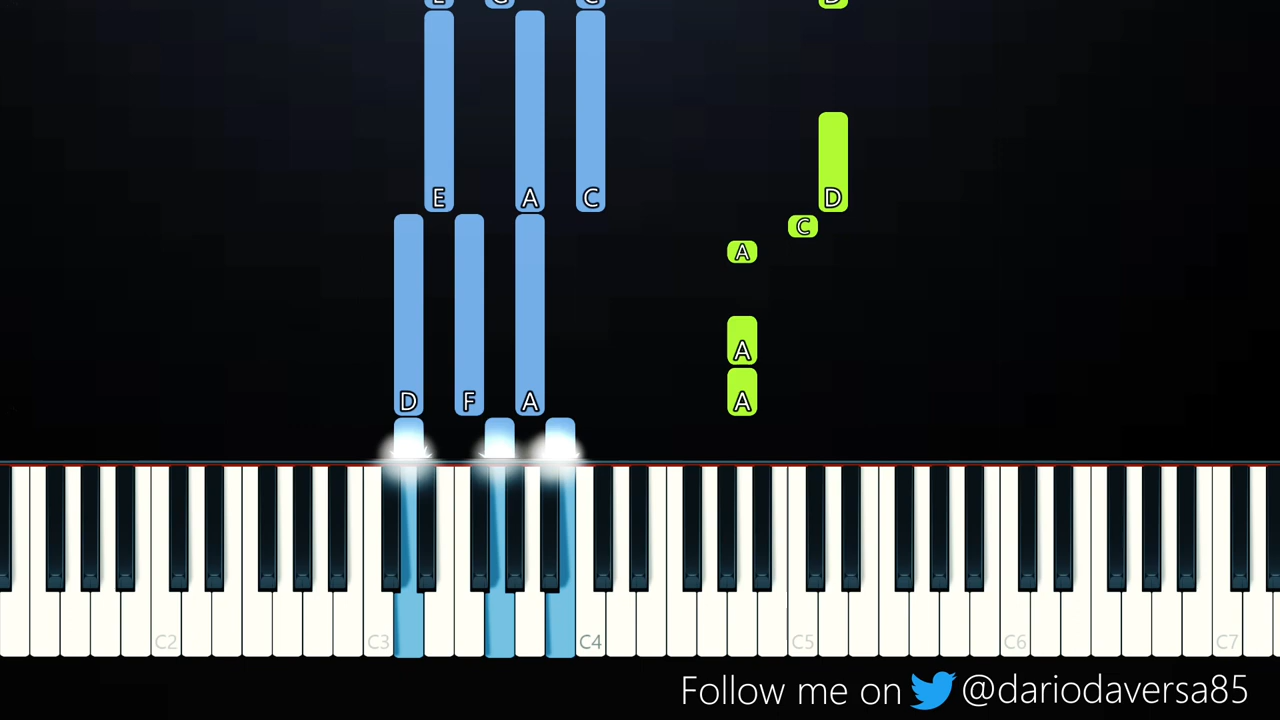 E G C D
E A C D
C
A
A
D F A A
C2 C3 C4 C5 C6 C7
Follow me on @dariodaversa85